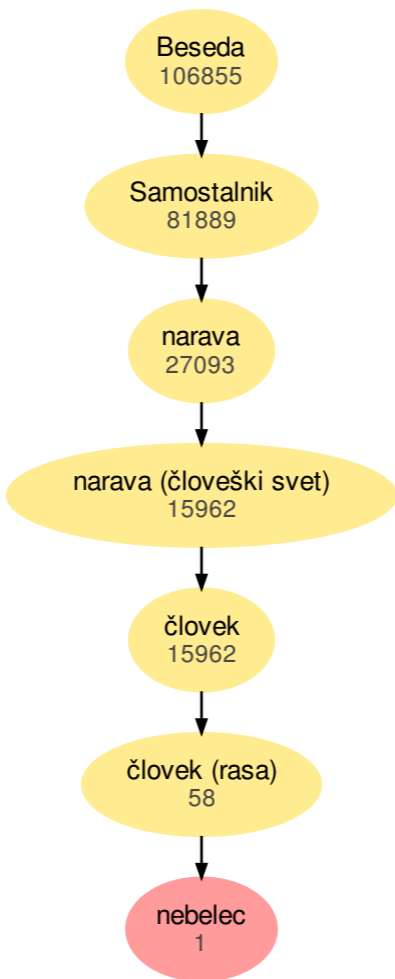 Beseda
106855
Samostalnik
81889
narava
27093
narava (človeški svet)
15962
človek
15962
človek (rasa)
58
nebelec
1